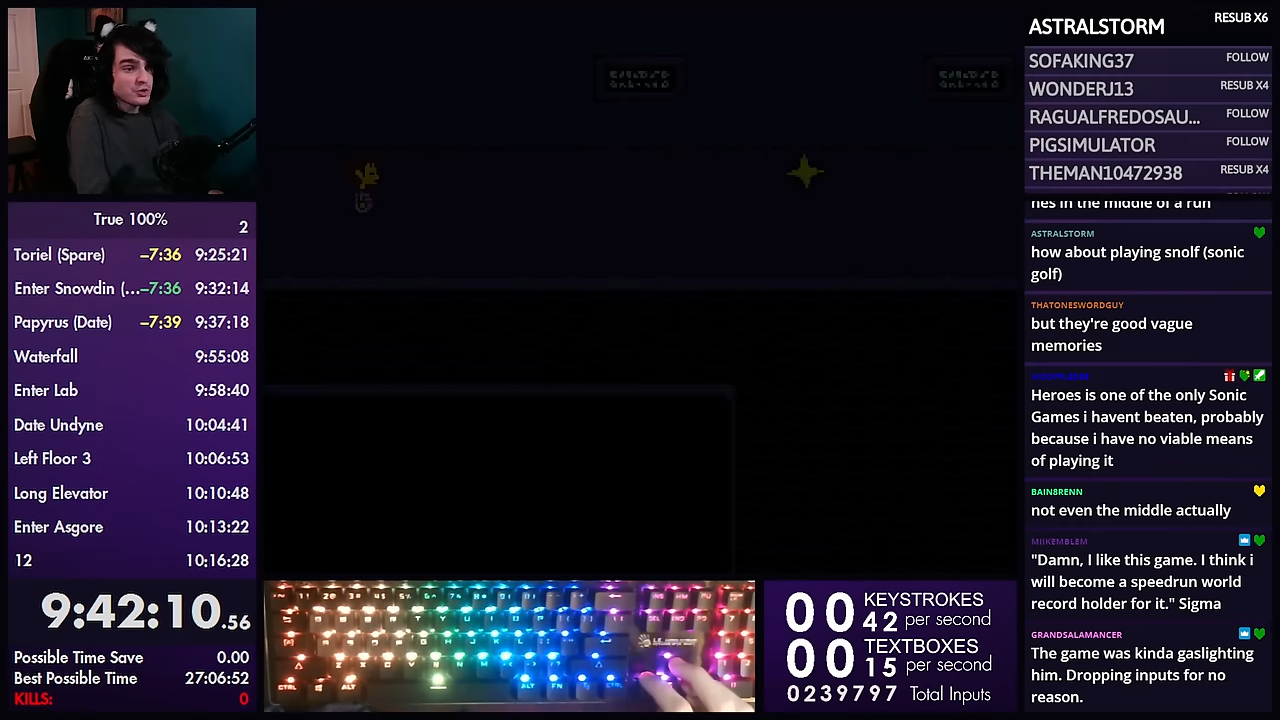 ASTRALSTORM RESUB X6
SOFAKING37 FOLLOW
WONDERJ13 RESUB X4
RAGUALFREDOSAU... FOLLOW
PIGSIMULATOR FOLLOW
THEMAN10472938 RESUB X4
True 100% 2
Toriel (Spare) −7:36 9:25:21
Enter Snowdin (... −7:36 9:32:14
Papyrus (Date) −7:39 9:37:18
Waterfall 9:55:08
Enter Lab 9:58:40
Date Undyne 10:04:41
Left Floor 3 10:06:53
Long Elevator 10:10:48
Enter Asgore 10:13:22
12 10:16:28
9:42:10.56
Possible Time Save 0.00
Best Possible Time 27:06:52
KILLS: 0
00 KEYSTROKES
42 per second
00 TEXTBOXES
15 per second
0239797 Total Inputs
nes in the middle of a run
ASTRALSTORM
how about playing snolf (sonic
golf)
THATONESWORDGUY
but they're good vague
memories
Heroes is one of the only Sonic
Games i havent beaten, probably
because i have no viable means
of playing it
BAIN8RENN
not even the middle actually
MIIKEMBLEM
"Damn, I like this game. I think i
will become a speedrun world
record holder for it." Sigma
GRANDSALAMANCER
The game was kinda gaslighting
him. Dropping inputs for no
reason.